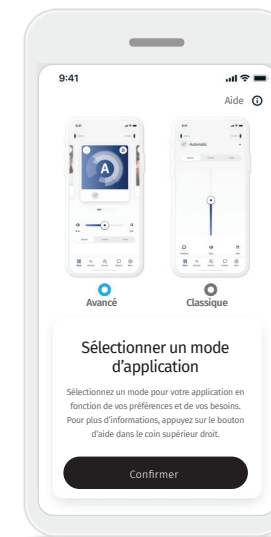 9:41
Aide
A
Automatic
Avancé
Classique
Sélectionner un mode
d’application
Sélectionnez un mode pour votre application en
fonction de vos préférences et de vos besoins.
Pour plus d’informations, appuyez sur le bouton
d’aide dans le coin supérieur droit.
Confirmer